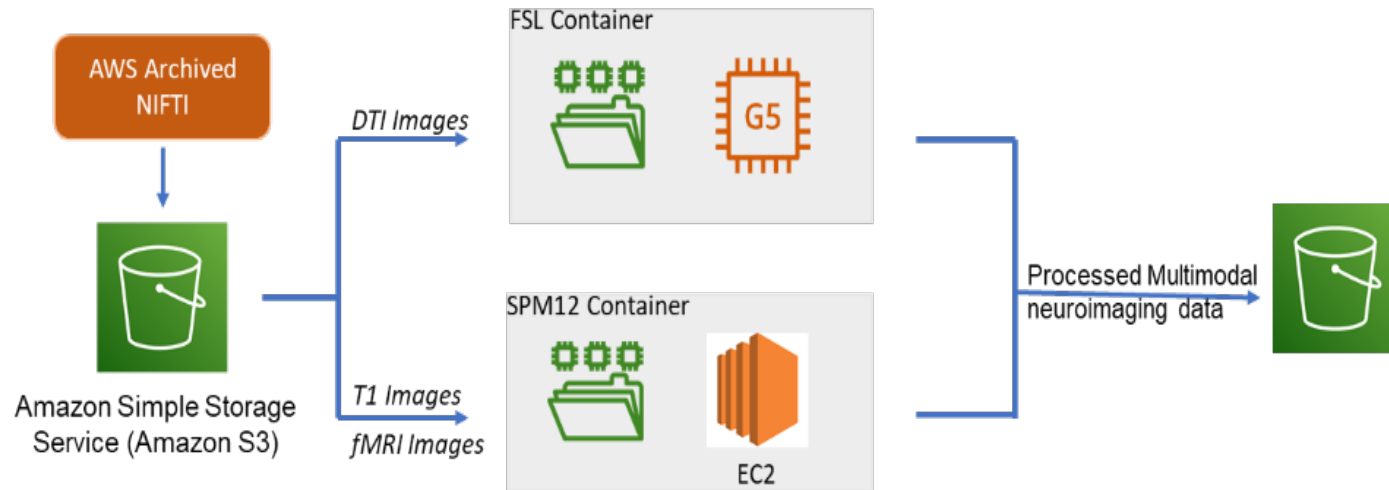 AWS Archived
NIFTI
Amazon Simple Storage
Service (Amazon S3)
DTI Images
T1 Images
fMRI Images
FSL Container
G5
SPM12 Container
EC2
Processed Multimodal
neuroimaging data